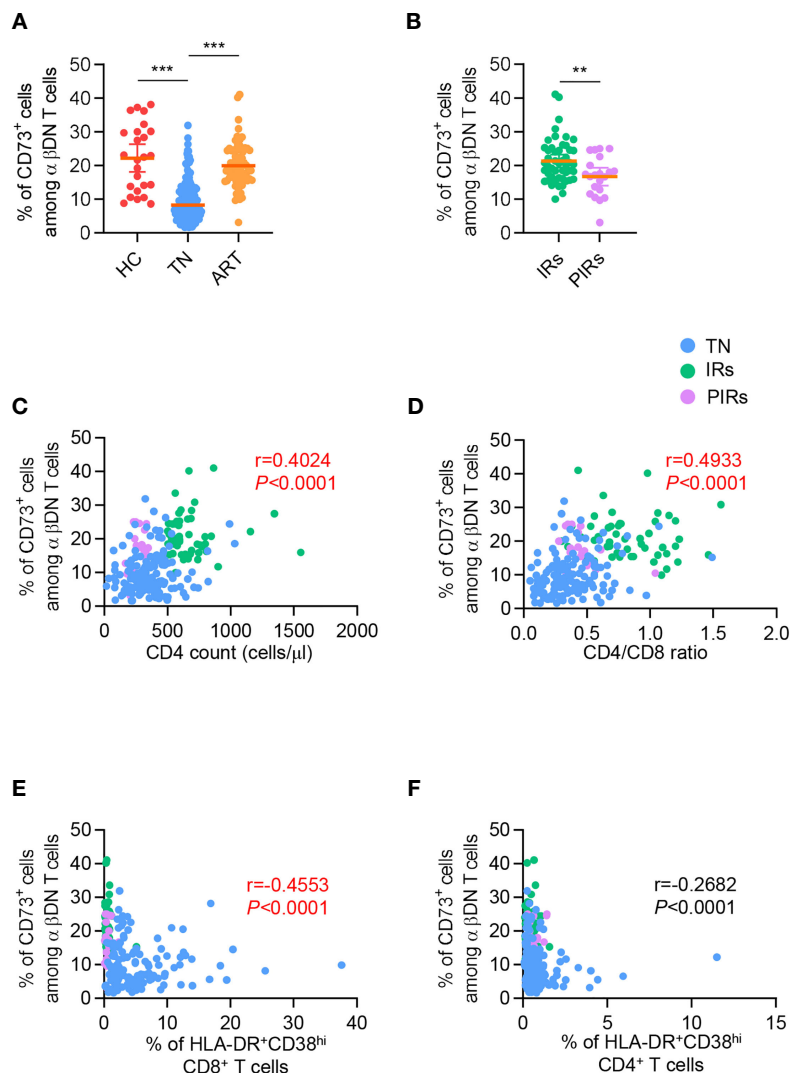 A
% of CD73⁺ cells
among α βDN T cells
50
40
30
20
10
0
***
***
HC
TN
ART
B
% of CD73⁺ cells
among α βDN T cells
50
40
30
20
10
0
**
IRs
PIRs
TN
IRs
PIRs
C
% of CD73⁺ cells
among α βDN T cells
50
40
30
20
10
0
r=0.4024
P<0.0001
0 500 1000 1500 2000
CD4 count (cells/μl)
D
% of CD73⁺ cells
among α βDN T cells
50
40
30
20
10
0
r=0.4933
P<0.0001
0.0 0.5 1.0 1.5 2.0
CD4/CD8 ratio
E
% of CD73⁺ cells
among α βDN T cells
50
40
30
20
10
0
r=-0.4553
P<0.0001
0 10 20 30 40
% of HLA-DR⁺CD38ʰⁱ
CD8⁺ T cells
F
% of CD73⁺ cells
among α βDN T cells
50
40
30
20
10
0
r=-0.2682
P<0.0001
0 5 10 15
% of HLA-DR⁺CD38ʰⁱ
CD4⁺ T cells